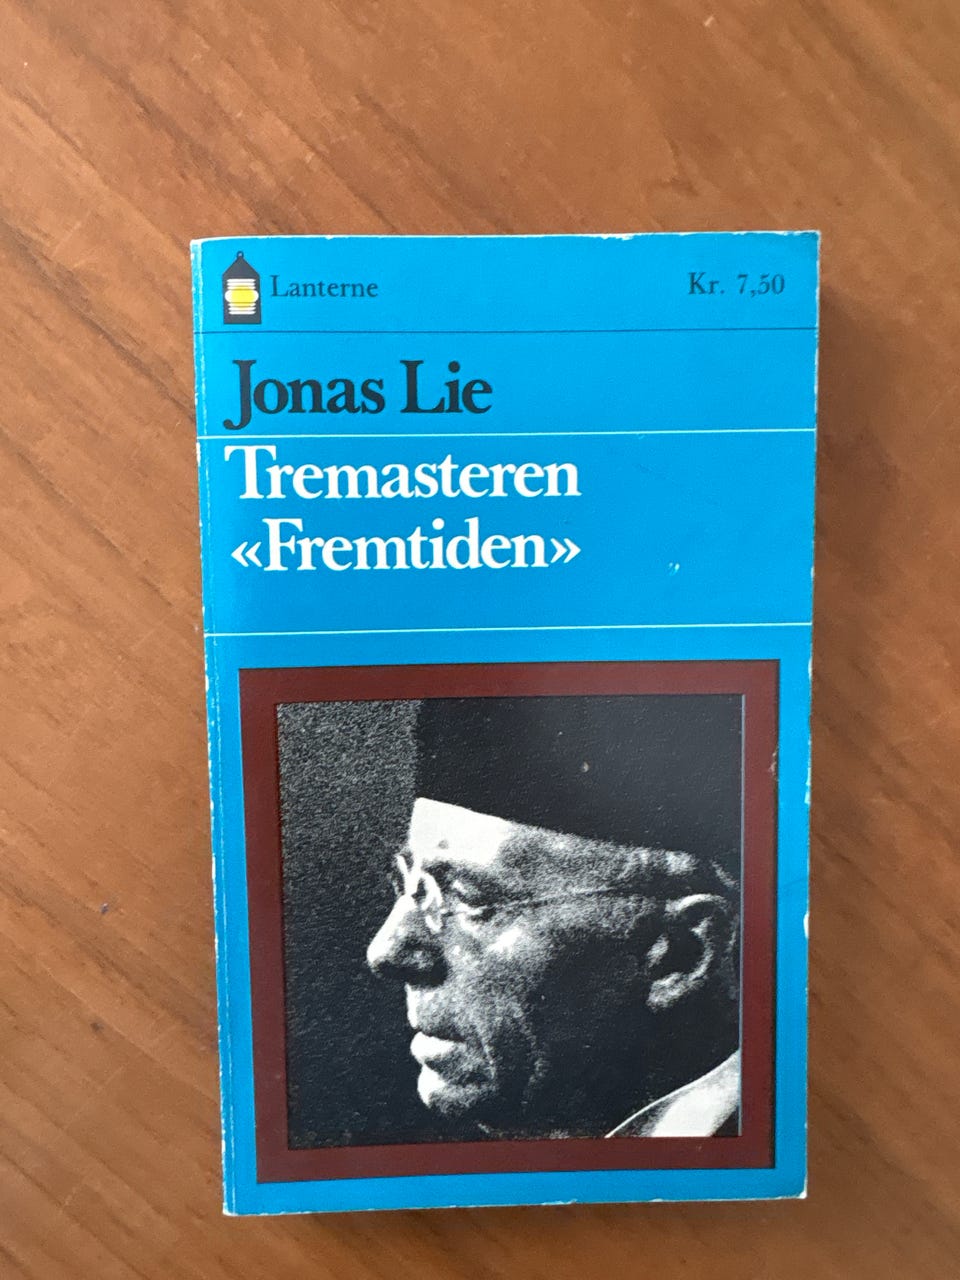 Lanterne
Kr. 7,50
Jonas Lie
Tremasteren
«Fremtiden»